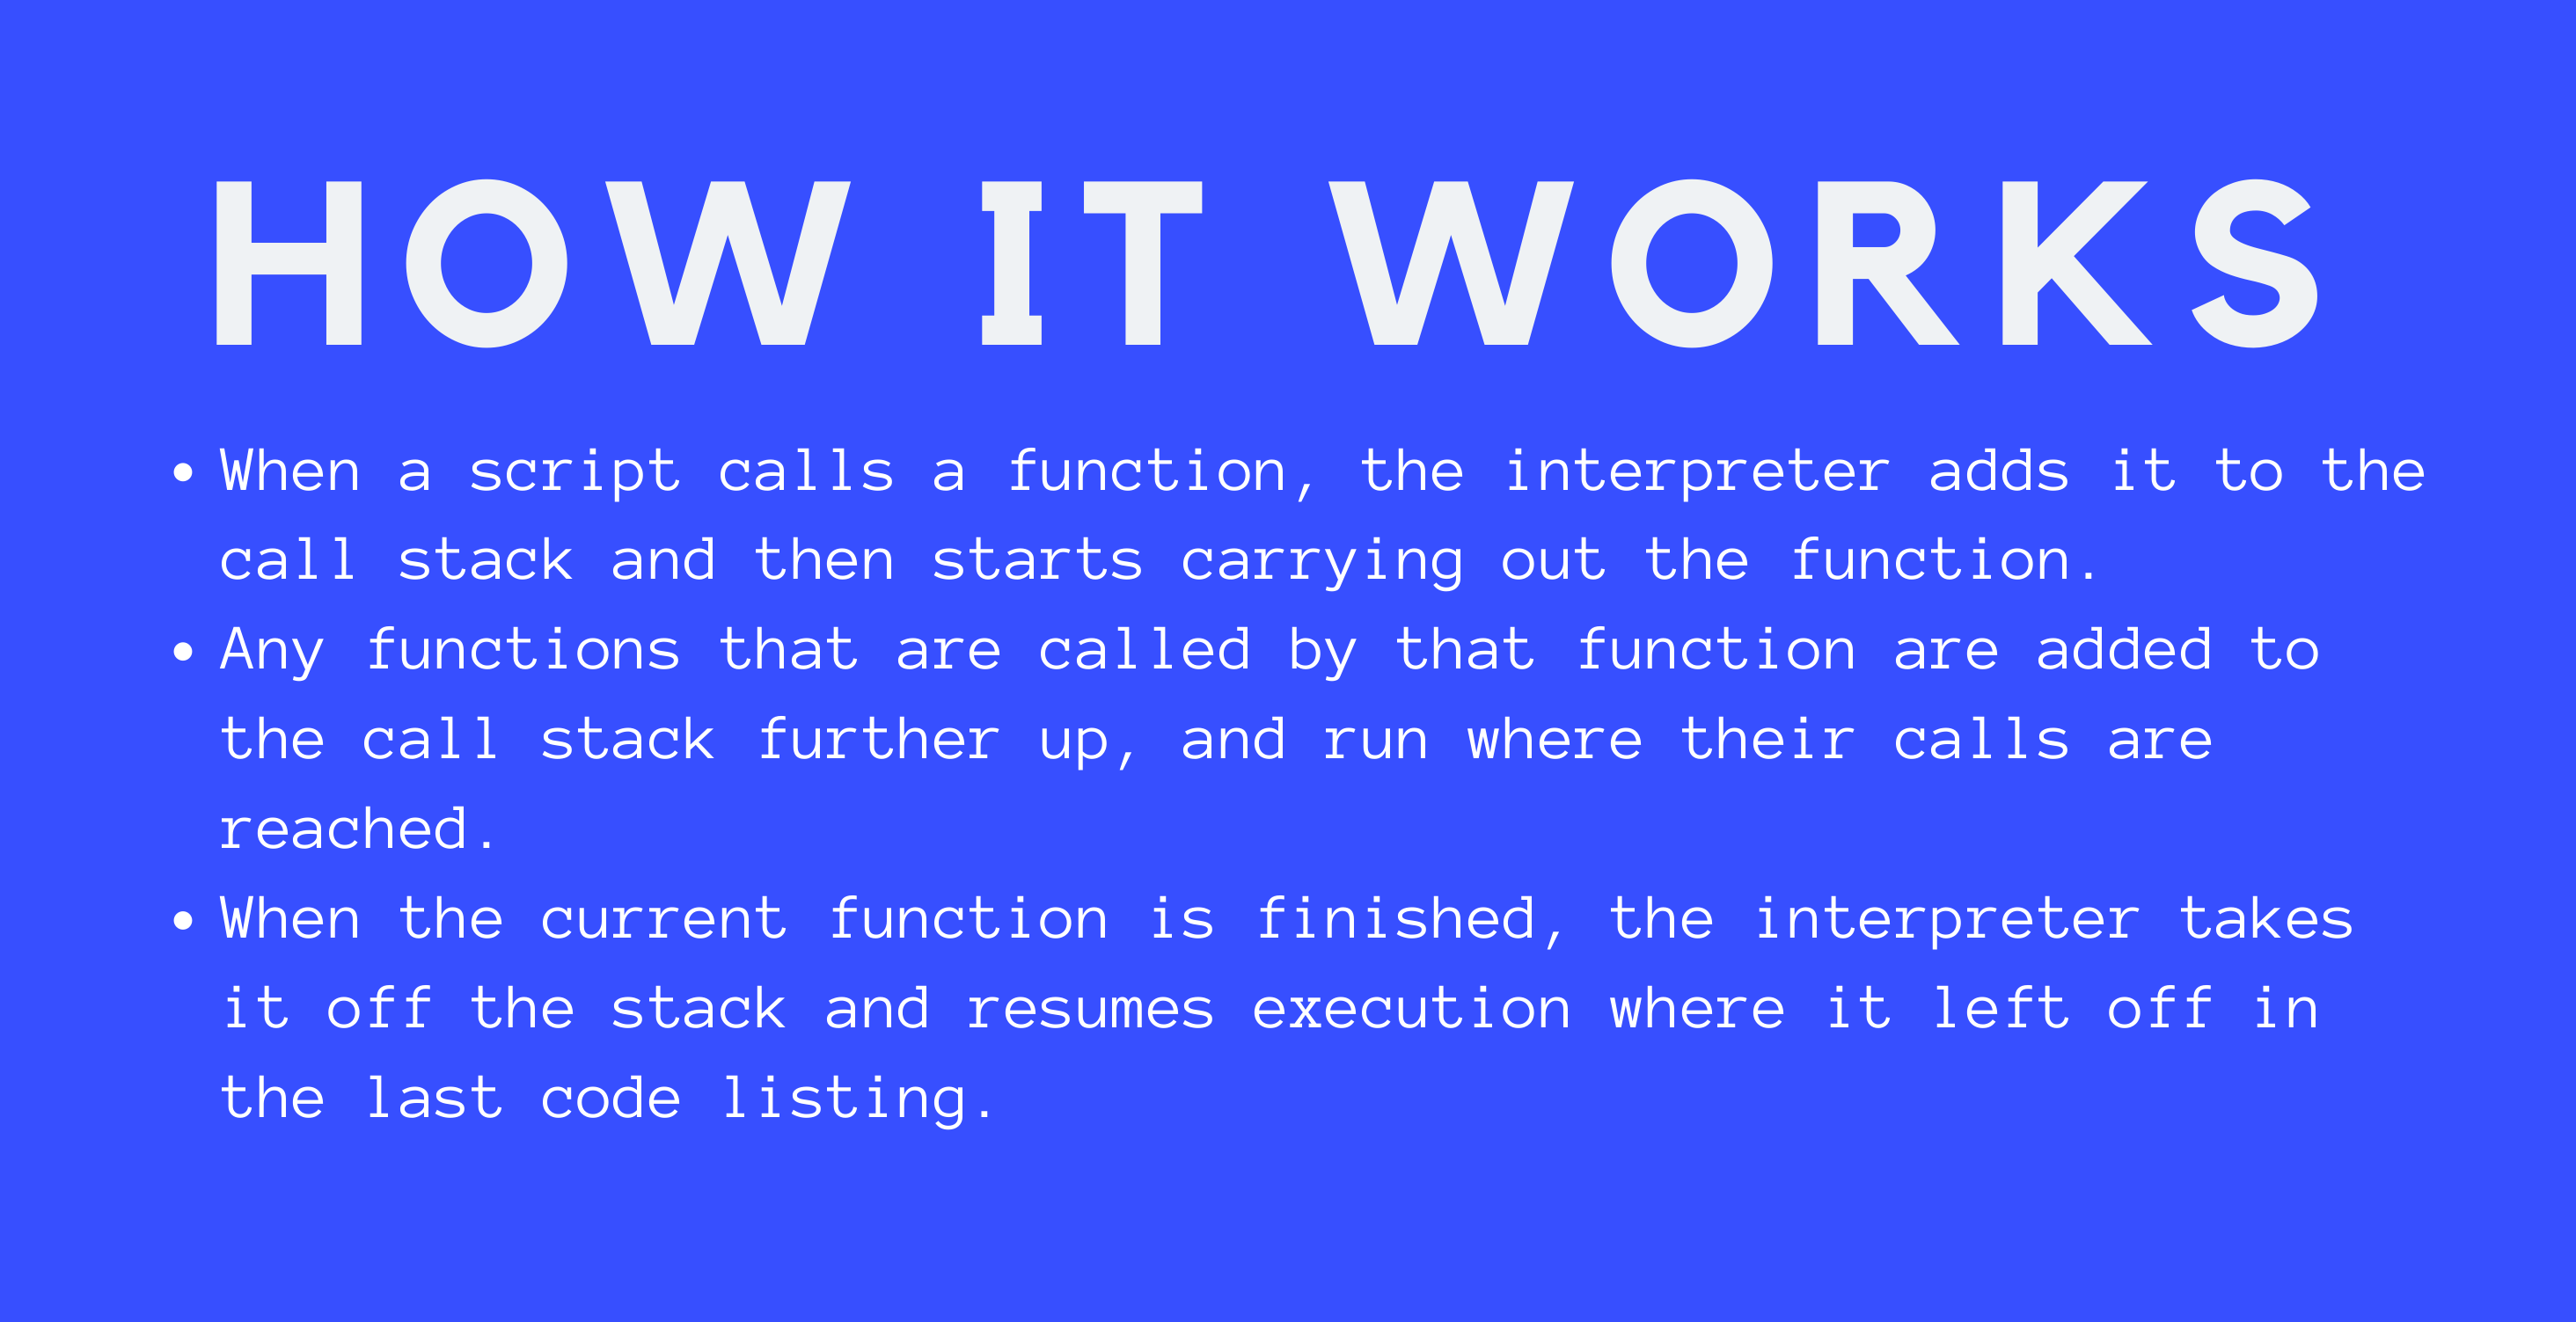 HOW IT WORKS
• When a script calls a function, the interpreter adds it to the
call stack and then starts carrying out the function.
• Any functions that are called by that function are added to
the call stack further up, and run where their calls are
reached.
• When the current function is finished, the interpreter takes
it off the stack and resumes execution where it left off in
the last code listing.